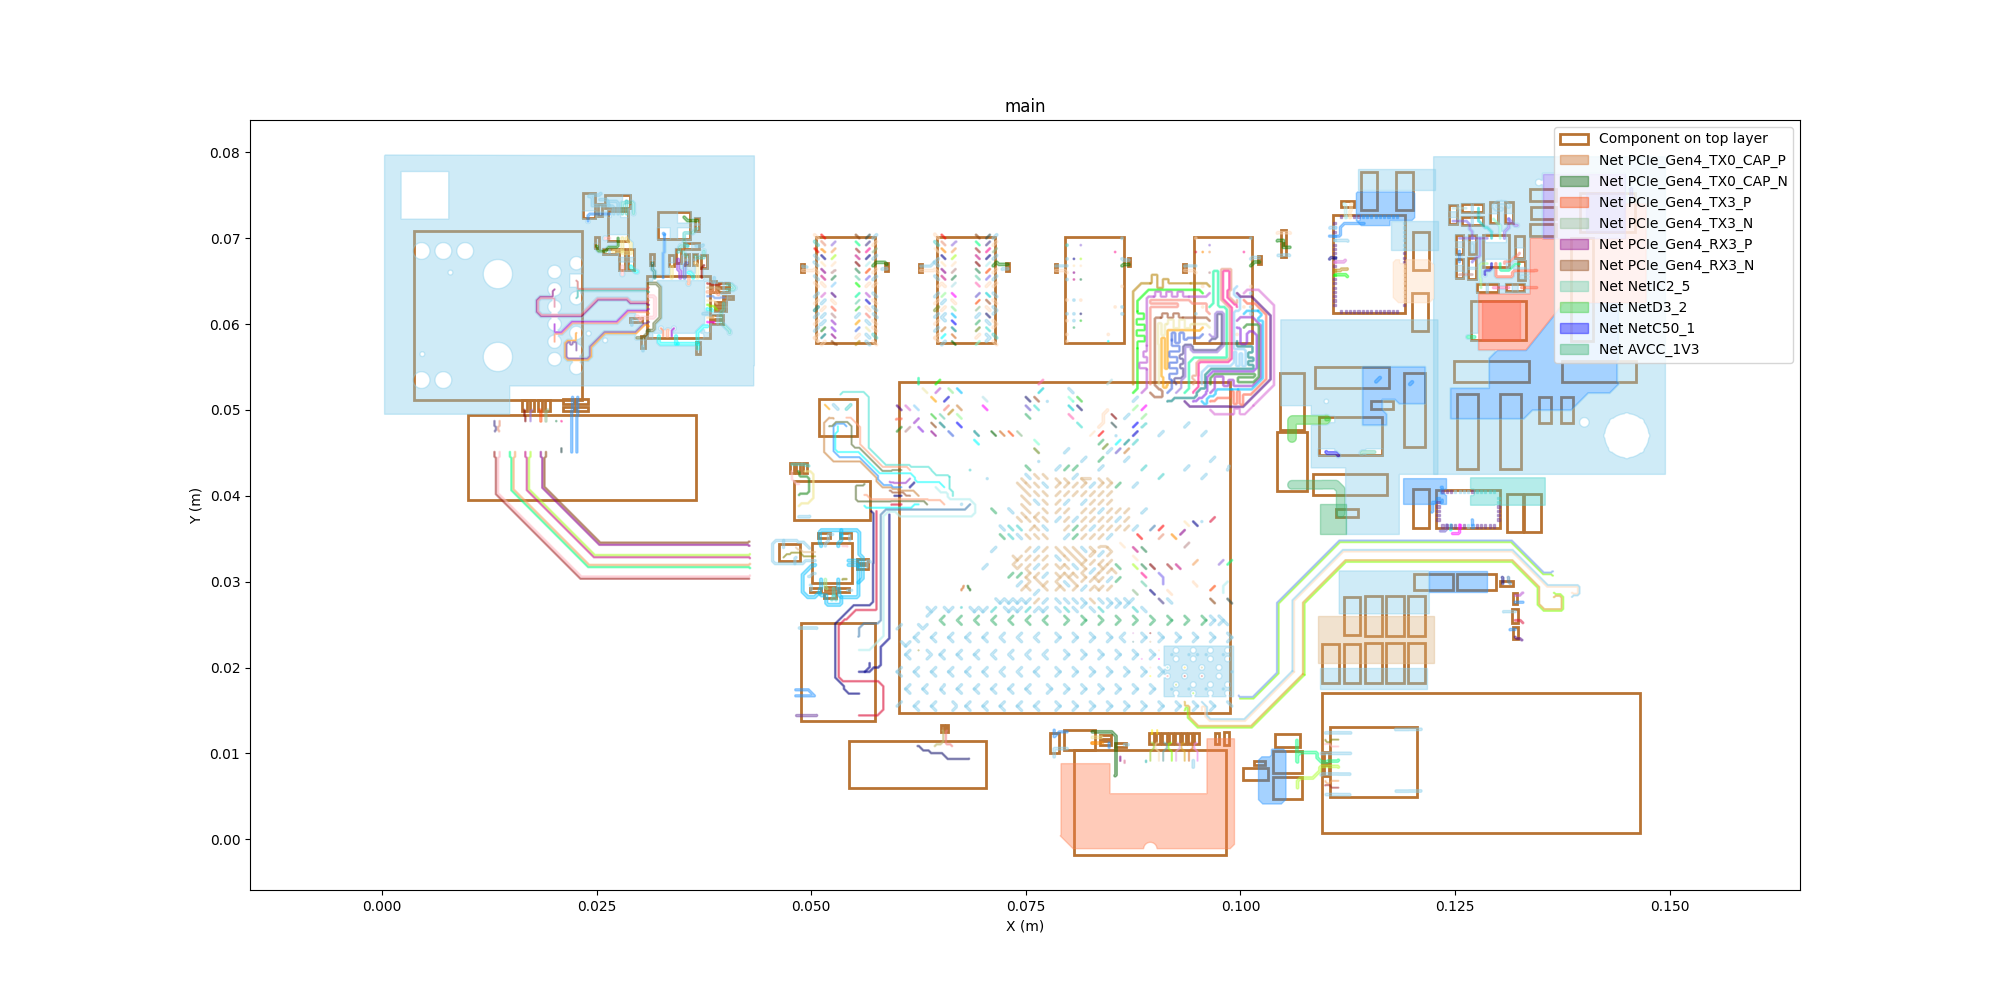 main
Component on top layer
Net PCIe_Gen4_TX0_CAP_P
Net PCIe_Gen4_TX0_CAP_N
Net PCIe_Gen4_TX3_P
Net PCIe_Gen4_TX3_N
Net PCIe_Gen4_RX3_P
Net PCIe_Gen4_RX3_N
Net NetIC2_5
Net NetD3_2
Net NetC50_1
Net AVCC_1V3
0.08
0.07
0.06
0.05
0.04
0.03
0.02
0.01
0.00
Y (m)
0.000 0.025 0.050 0.075 0.100 0.125 0.150
X (m)